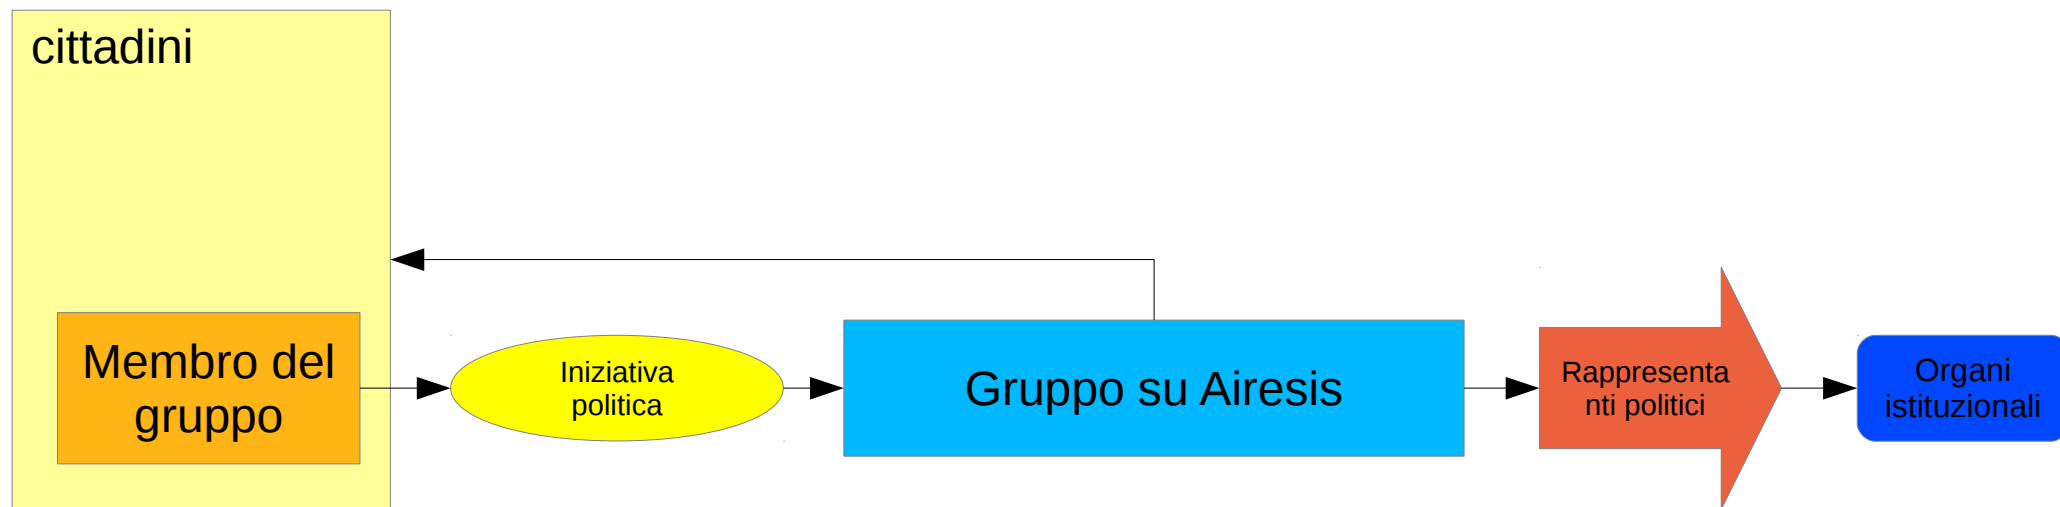 cittadini
Membro del
gruppo
Iniziativa
politica
Gruppo su Airesis
Rappresenta
nti politici
Organi
istituzionali